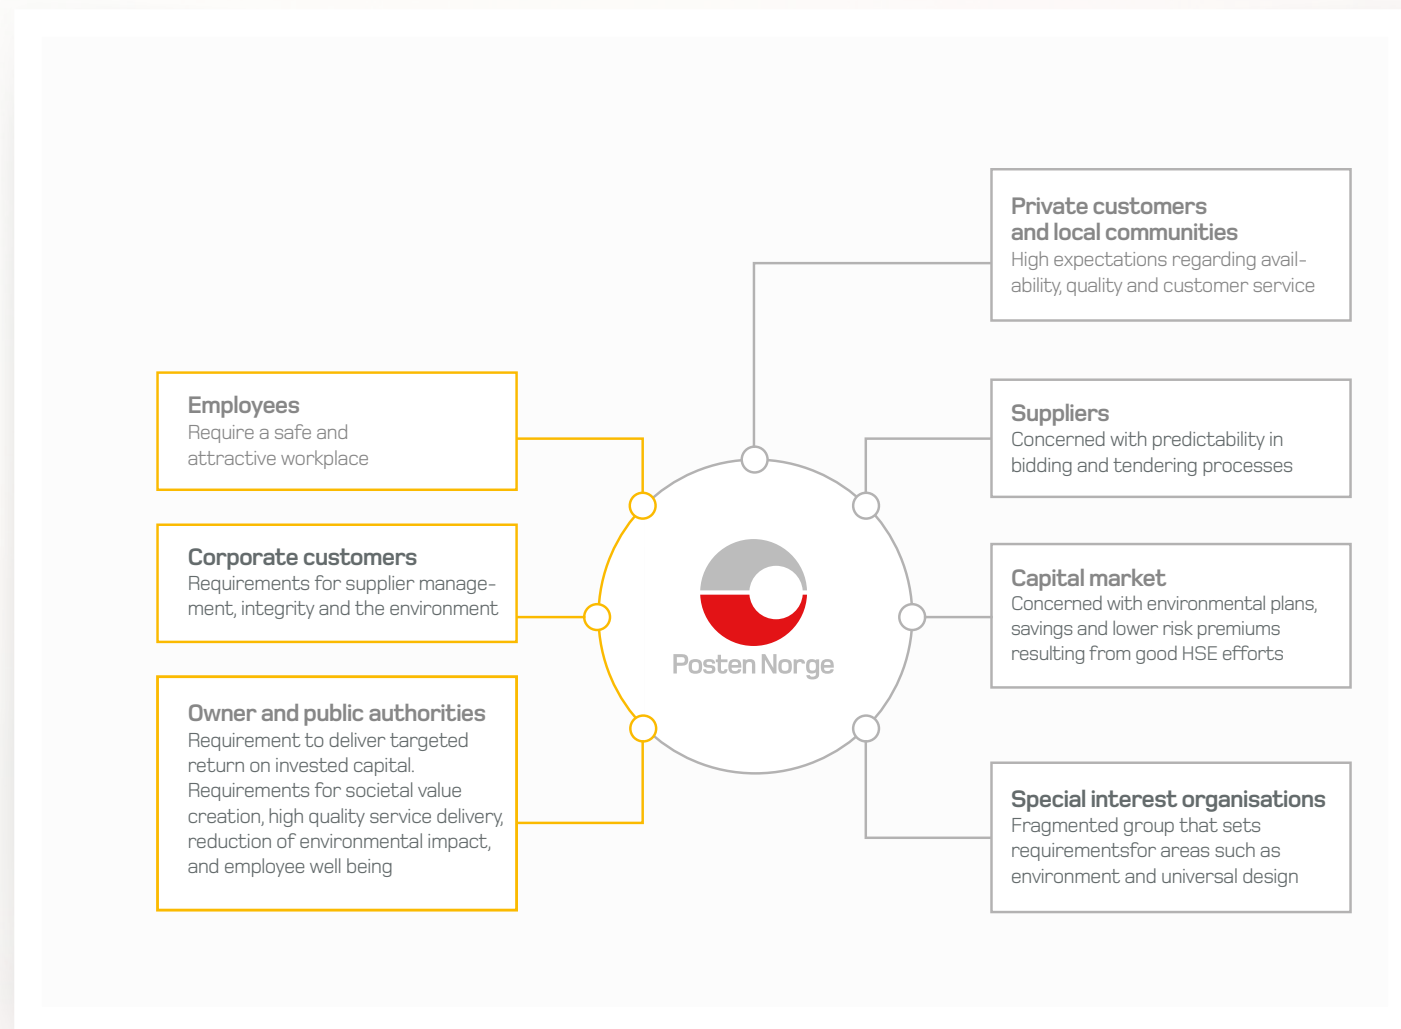 Private customers
and local communities
High expectations regarding avail-
ability, quality and customer service
Employees
Require a safe and
attractive workplace
Suppliers
Concerned with predictability in
bidding and tendering processes
Corporate customers
Requirements for supplier manage-
ment, integrity and the environment
Capital market
Concerned with environmental plans,
savings and lower risk premiums
resulting from good HSE efforts
Posten Norge
Owner and public authorities
Requirement to deliver targeted
return on invested capital.
Requirements for societal value
creation, high quality service delivery,
reduction of environmental impact,
and employee well being
Special interest organisations
Fragmented group that sets
requirementsfor areas such as
environment and universal design